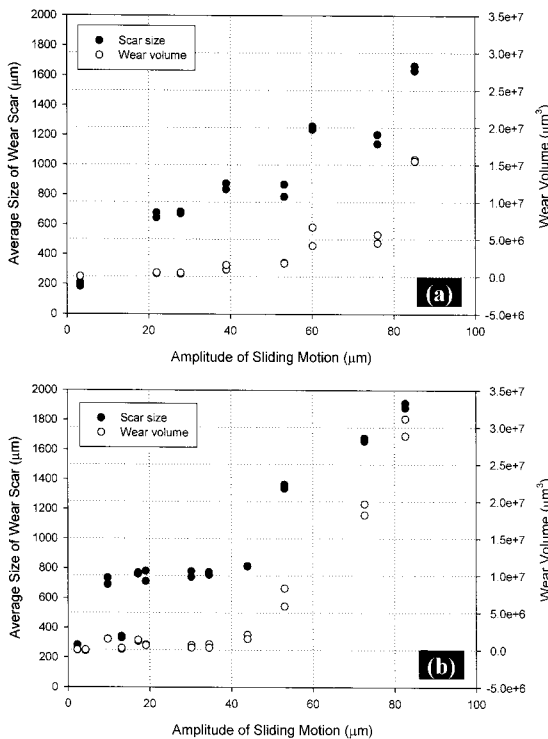 2000
1800
1600
1400
1200
1000
800
600
400
200
0
Average Size of Wear Scar (μm)
Scar size
Wear volume
3.5e+7
3.0e+7
2.5e+7
2.0e+7
1.5e+7
1.0e+7
5.0e+6
0.0
-5.0e+6
Wear Volume (μm³)
(a)
0 20 40 60 80 100
Amplitude of Sliding Motion (μm)
2000
1800
1600
1400
1200
1000
800
600
400
200
0
Average Size of Wear Scar (μm)
Scar size
Wear volume
3.5e+7
3.0e+7
2.5e+7
2.0e+7
1.5e+7
1.0e+7
5.0e+6
0.0
-5.0e+6
Wear Volume (μm³)
(b)
0 20 40 60 80 100
Amplitude of Sliding Motion (μm)